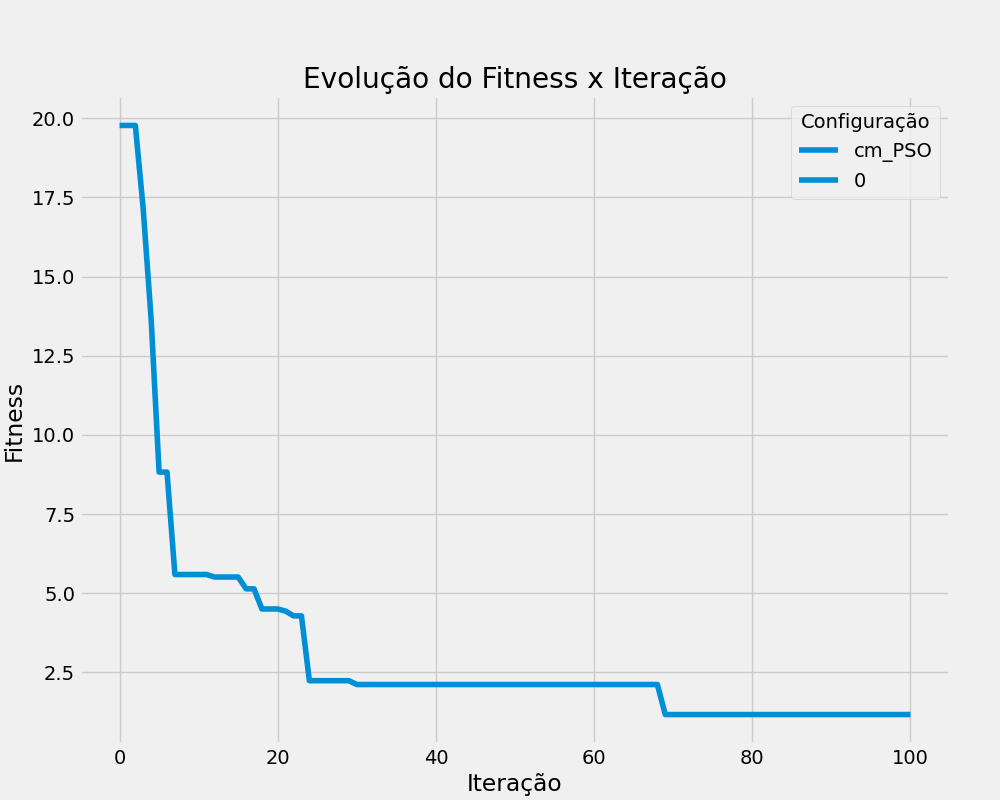 Evolução do Fitness x Iteração
Configuração
cm_PSO
0
Fitness
20.0
17.5
15.0
12.5
10.0
7.5
5.0
2.5
0 20 40 60 80 100
Iteração